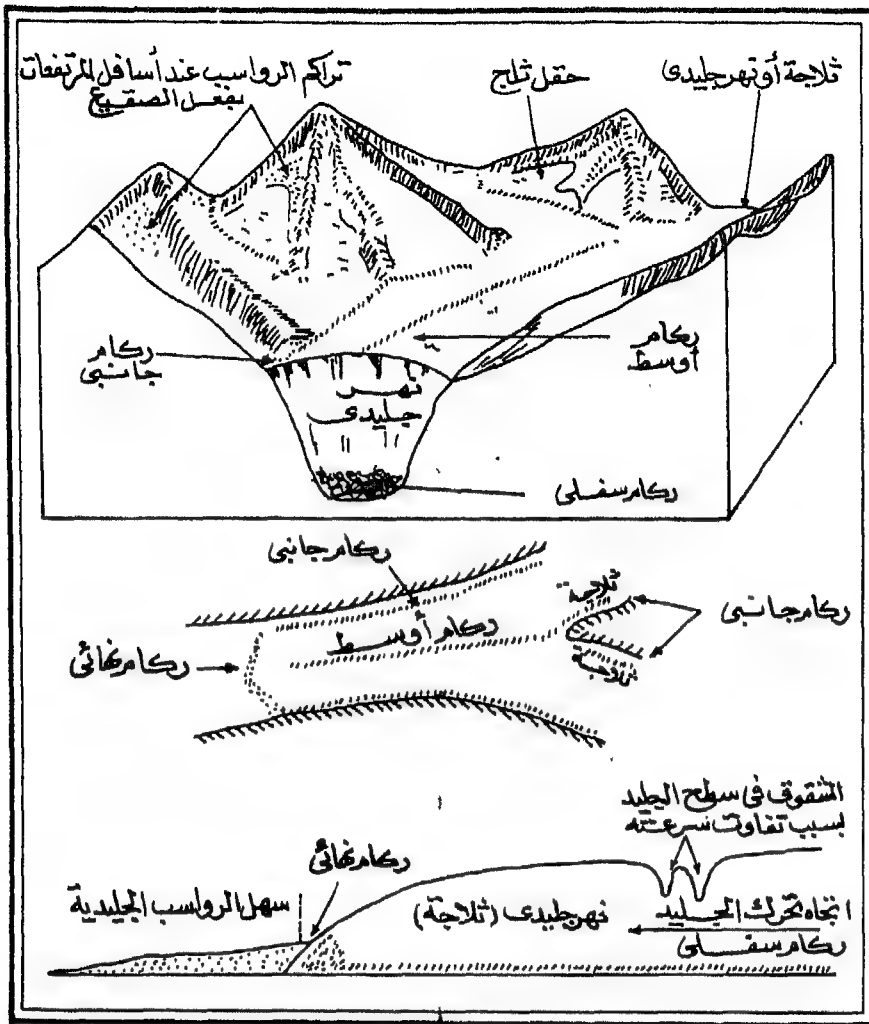 ثلاجة أو نهر جليدى
حقل ثلج
تراكم الرواسب عند أسافل المرتفعات
بفعل الصقيع
ركام
أوسط
ركام
جانبى
نهر
جليدى
ركام سفلى
ركام جانبى
ثلاجة
ركام جانبى
ركام أوسط
ثلاجة
ركام نهائى
الشقوق فى سطح الجليد
بسبب تفاوت سرعته
ركام نهائى
سهل الرواسب الجليدية
اتجاه تحرك الجليد
نهر جليدى (ثلاجة)
ركام سفلى